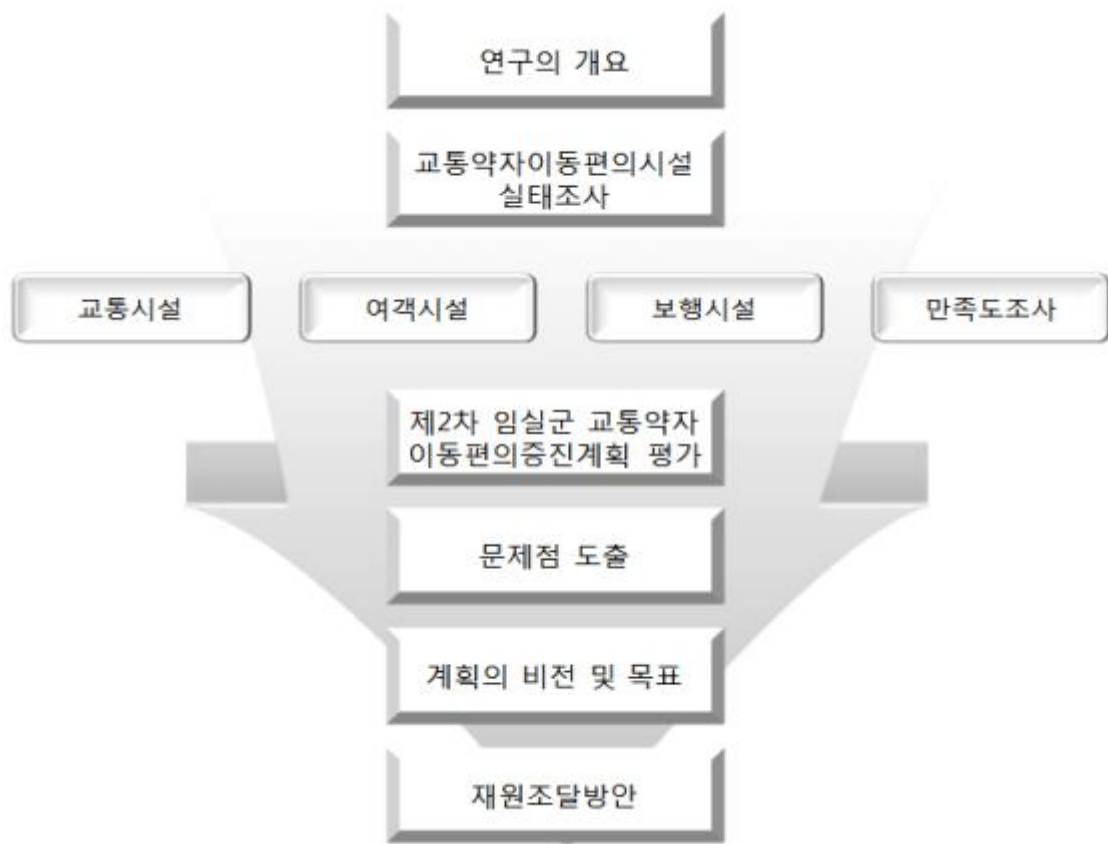 연구의 개요
교통약자이동편의시설
실태조사
교통시설
여객시설
보행시설
만족도조사
제2차 임실군 교통약자
이동편의증진계획 평가
문제점 도출
계획의 비전 및 목표
재원조달방안